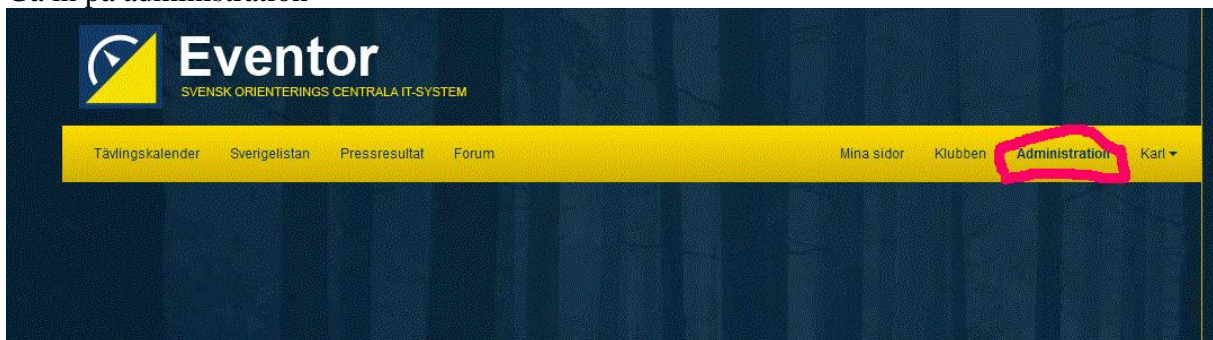 Gå in på administration
Eventor
SVENSK ORIENTERINGS CENTRALA IT-SYSTEM
Tävlingskalender Sverigelistan Pressresultat Forum Mina sidor Klubben Administration Karl